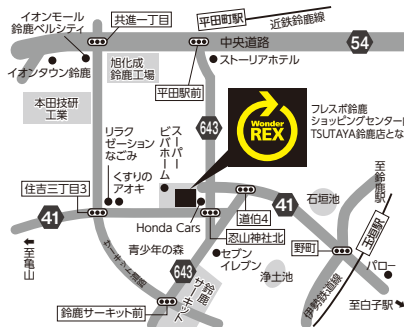 イオンモール
鈴鹿ベルシティ
共進一丁目
平田町駅
近鉄鈴鹿線
中央道路
54
イオンタウン鈴鹿
旭化成
鈴鹿工場
平田駅前
ストーリアホテル
本田技研
工業
643
Wonder
REX
フレスポ鈴鹿
ショッピングセンター
TSUTAYA鈴鹿店とな
リラク
ゼーション
なごみ
スーパー
ビバホーム
くすりの
アオキ
住吉三丁目3
至鈴鹿駅
石垣池
玉垣駅
41
Honda Cars
道伯4
41
忍山神社北
野町
至亀山
青少年の森
セブン
イレブン
サーキット道路
643
浄土池
パロー
鈴鹿
サーキット
伊勢鉄道線
至白子駅
鈴鹿サーキット前